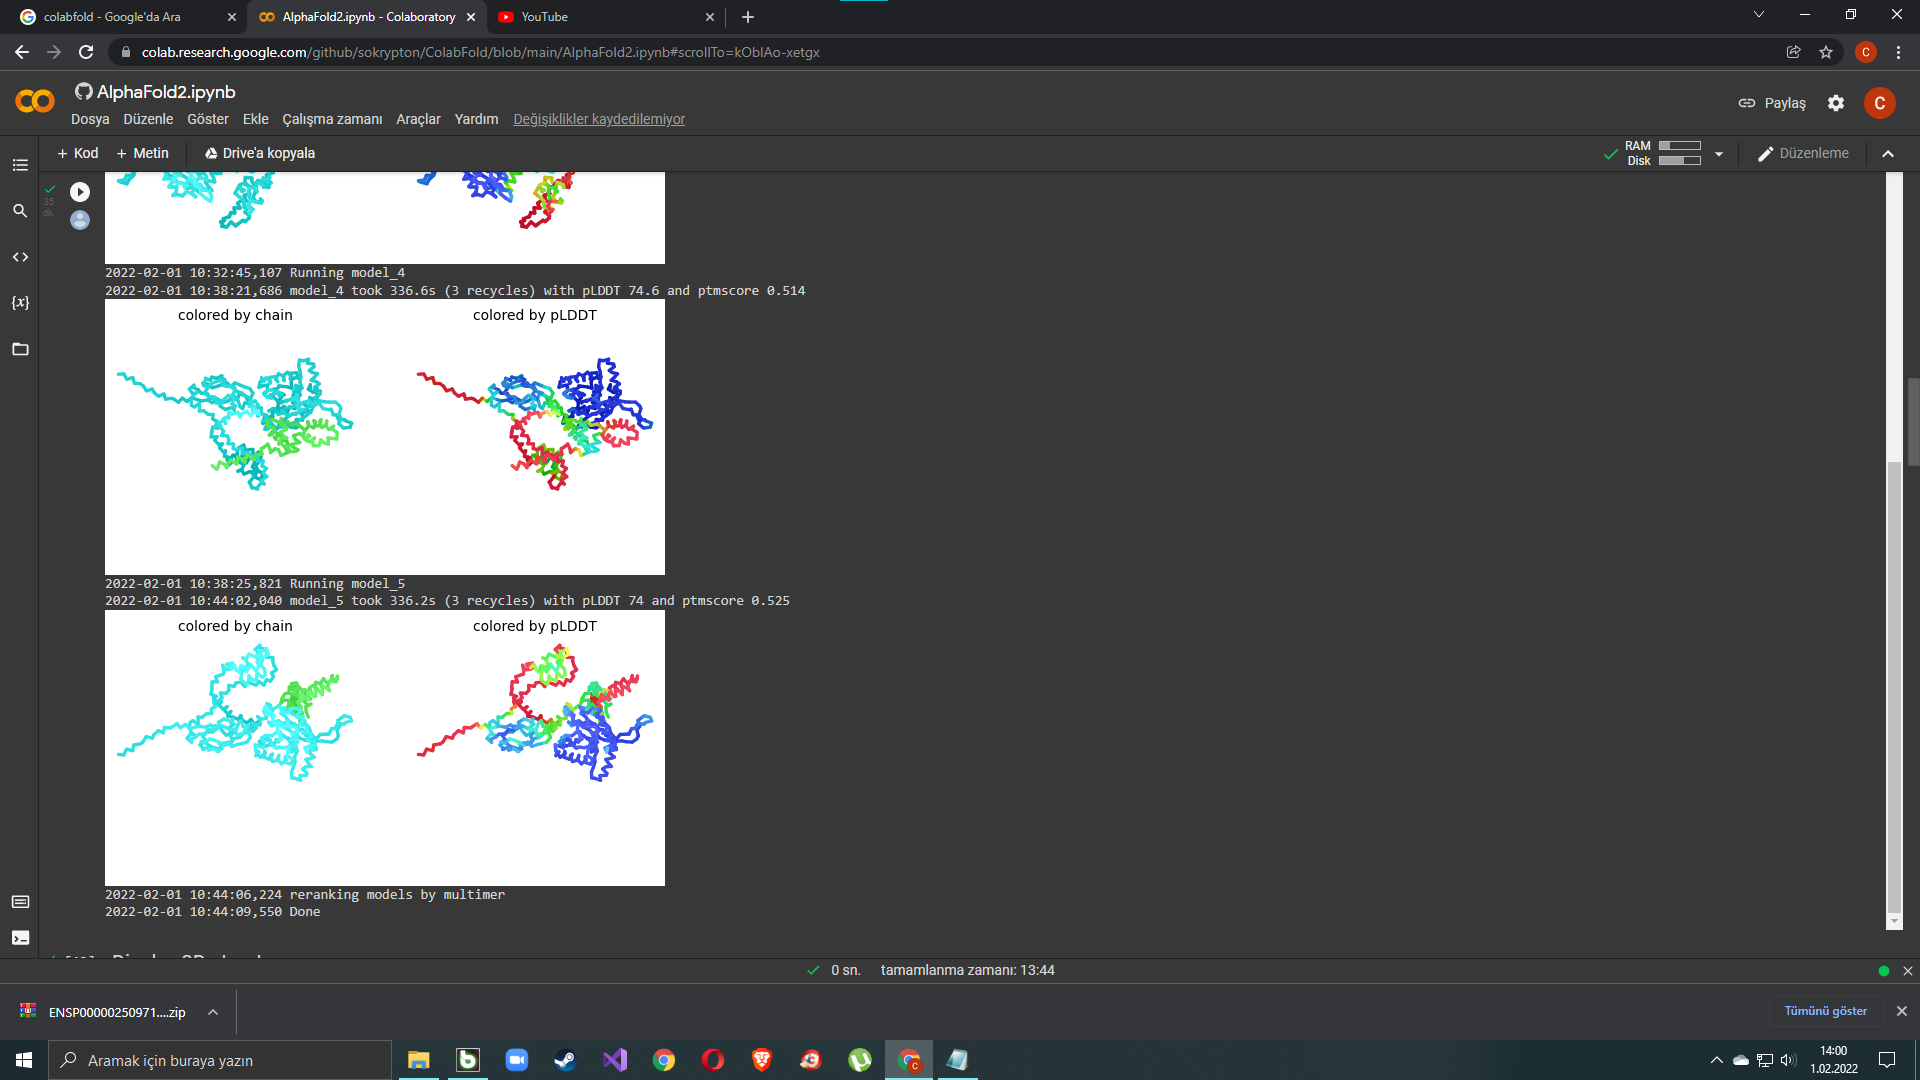 colabfold - Google'da Ara
AlphaFold2.ipynb - Colaboratory
YouTube
colab.research.google.com/github/sokrypton/ColabFold/blob/main/AlphaFold2.ipynb#scrollTo=kOblAo-xetgx
C
AlphaFold2.ipynb
Paylaş
C
Dosya Düzenle Göster Ekle Çalışma zamanı Araçlar Yardım Değişiklikler kaydedilemiyor
+ Kod + Metin Drive'a kopyala
RAM
Disk
Düzenleme
35
dk.
2022-02-01 10:32:45,107 Running model_4
2022-02-01 10:38:21,686 model_4 took 336.6s (3 recycles) with pLDDT 74.6 and ptmscore 0.514
colored by chain colored by pLDDT
2022-02-01 10:38:25,821 Running model_5
2022-02-01 10:44:02,040 model_5 took 336.2s (3 recycles) with pLDDT 74 and ptmscore 0.525
colored by chain colored by pLDDT
2022-02-01 10:44:06,224 reranking models by multimer
2022-02-01 10:44:09,550 Done
0 sn. tamamlanma zamanı: 13:44
ENSP00000250971....zip
Tümünü göster
Aramak için buraya yazın
14:00
1.02.2022